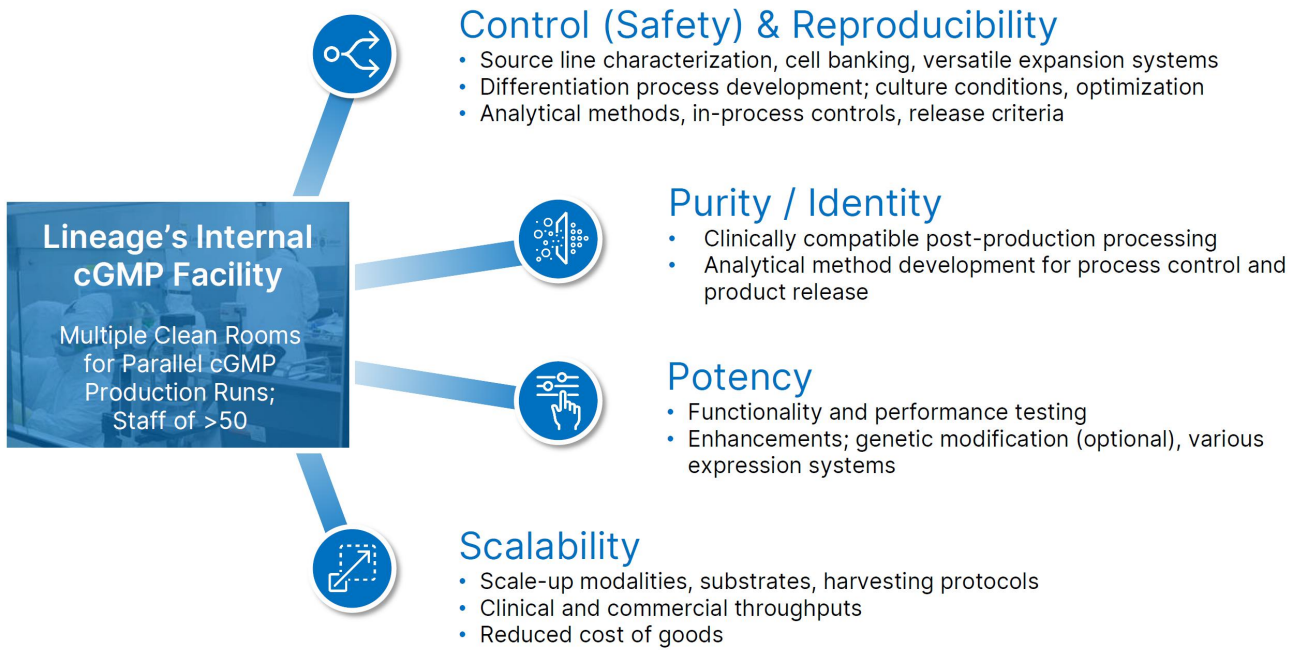 Control (Safety) & Reproducibility
• Source line characterization, cell banking, versatile expansion systems
• Differentiation process development; culture conditions, optimization
• Analytical methods, in-process controls, release criteria
Purity / Identity
• Clinically compatible post-production processing
• Analytical method development for process control and
product release
Lineage’s Internal
cGMP Facility
Multiple Clean Rooms
for Parallel cGMP
Production Runs;
Staff of >50
Potency
• Functionality and performance testing
• Enhancements; genetic modification (optional), various
expression systems
Scalability
• Scale-up modalities, substrates, harvesting protocols
• Clinical and commercial throughputs
• Reduced cost of goods